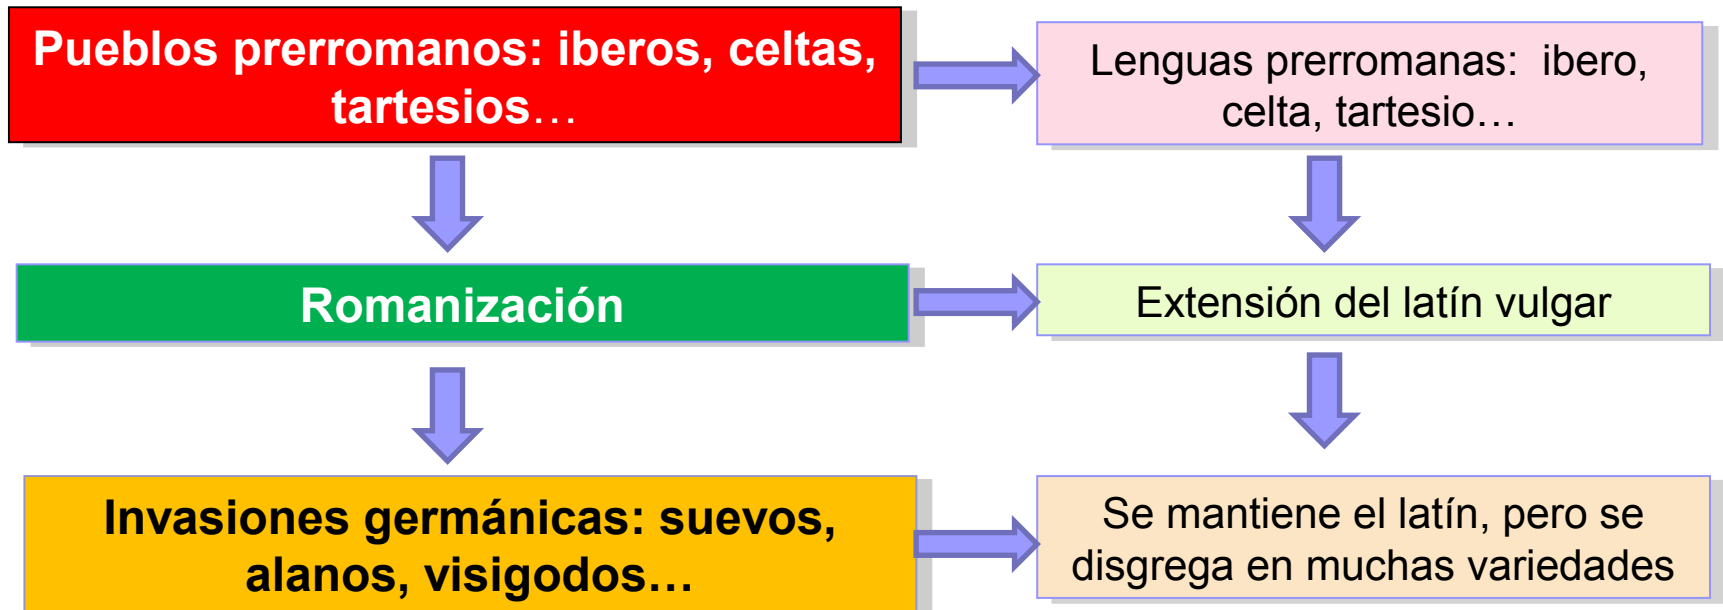 Pueblos prerromanos: iberos, celtas,
tartesios…
Lenguas prerromanas: ibero,
celta, tartesio…
Romanización
Extensión del latín vulgar
Invasiones germánicas: suevos,
alanos, visigodos…
Se mantiene el latín, pero se
disgrega en muchas variedades